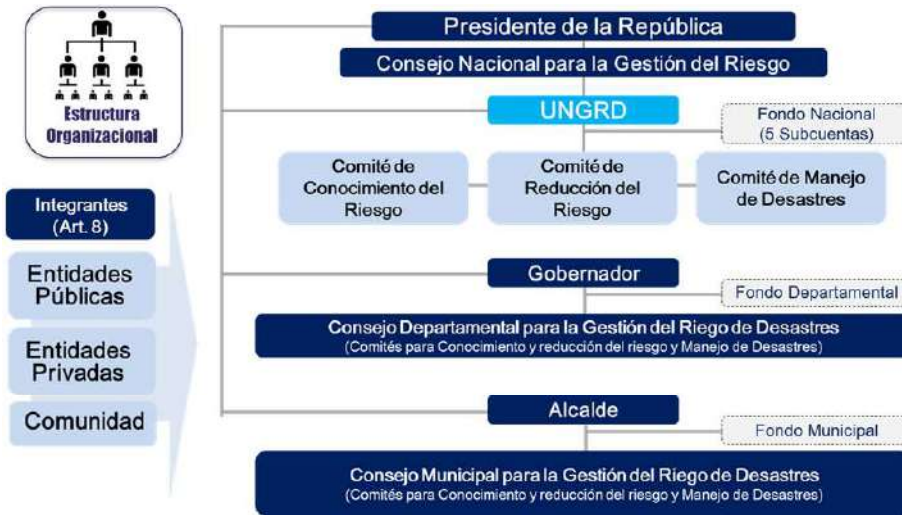 Estructura
Organizacional
Integrantes
(Art. 8)
Entidades
Públicas
Entidades
Privadas
Comunidad
Presidente de la República
Consejo Nacional para la Gestión del Riesgo
UNGRD
Fondo Nacional
(5 Subcuentas)
Comité de
Conocimiento del
Riesgo
Comité de
Reducción del
Riesgo
Comité de Manejo
de Desastres
Gobernador
Fondo Departamental
Consejo Departamental para la Gestión del Riego de Desastres
(Comités para Conocimiento y reducción del riesgo y Manejo de Desastres)
Alcalde
Fondo Municipal
Consejo Municipal para la Gestión del Riego de Desastres
(Comités para Conocimiento y reducción del riesgo y Manejo de Desastres)